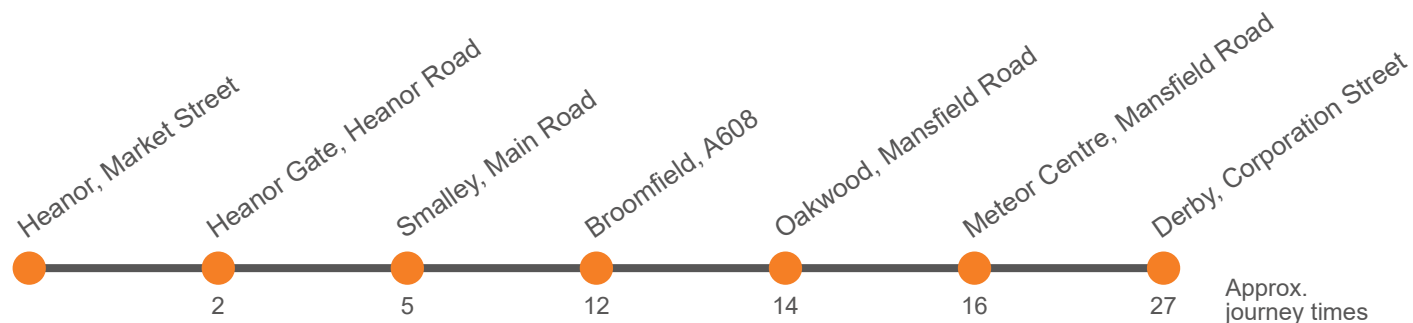 Heanor, Market Street
Heanor Gate, Heanor Road
Smalley, Main Road
Broomfield, A608
Oakwood, Mansfield Road
Meteor Centre, Mansfield Road
Derby, Corporation Street
2
5
12
14
16
27
Approx.
journey times